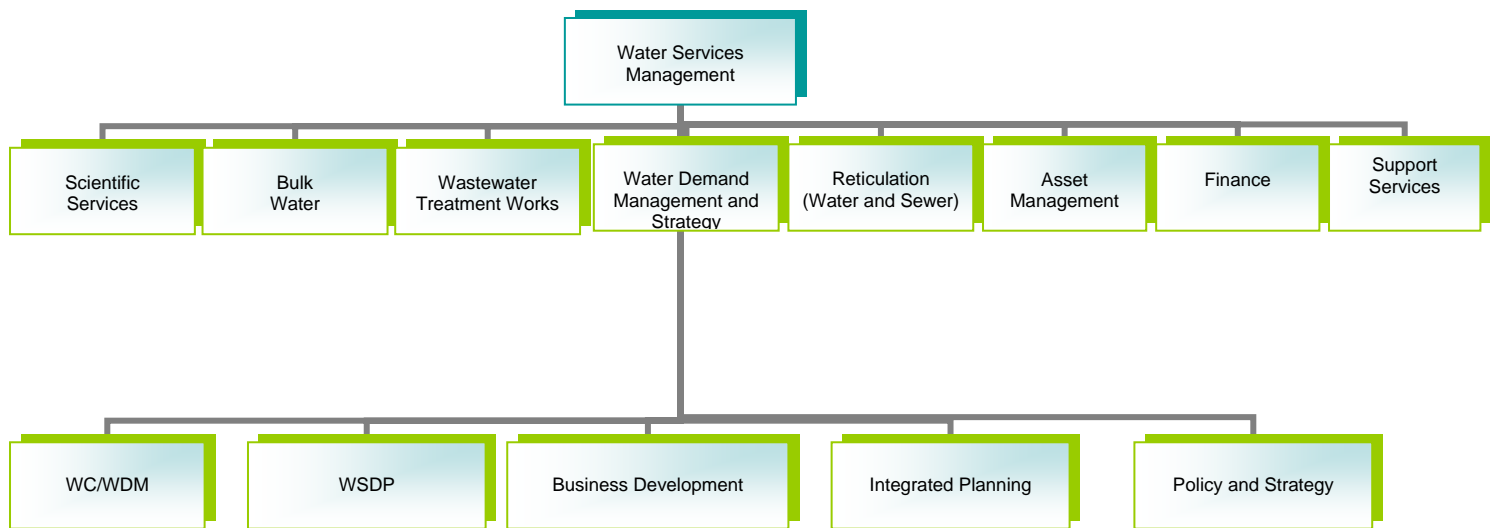 Water Services
Management
Scientific
Services
Bulk
Water
Wastewater
Treatment Works
Water Demand
Management and
Strategy
Reticulation
(Water and Sewer)
Asset
Management
Finance
Support
Services
WC/WDM
WSDP
Business Development
Integrated Planning
Policy and Strategy